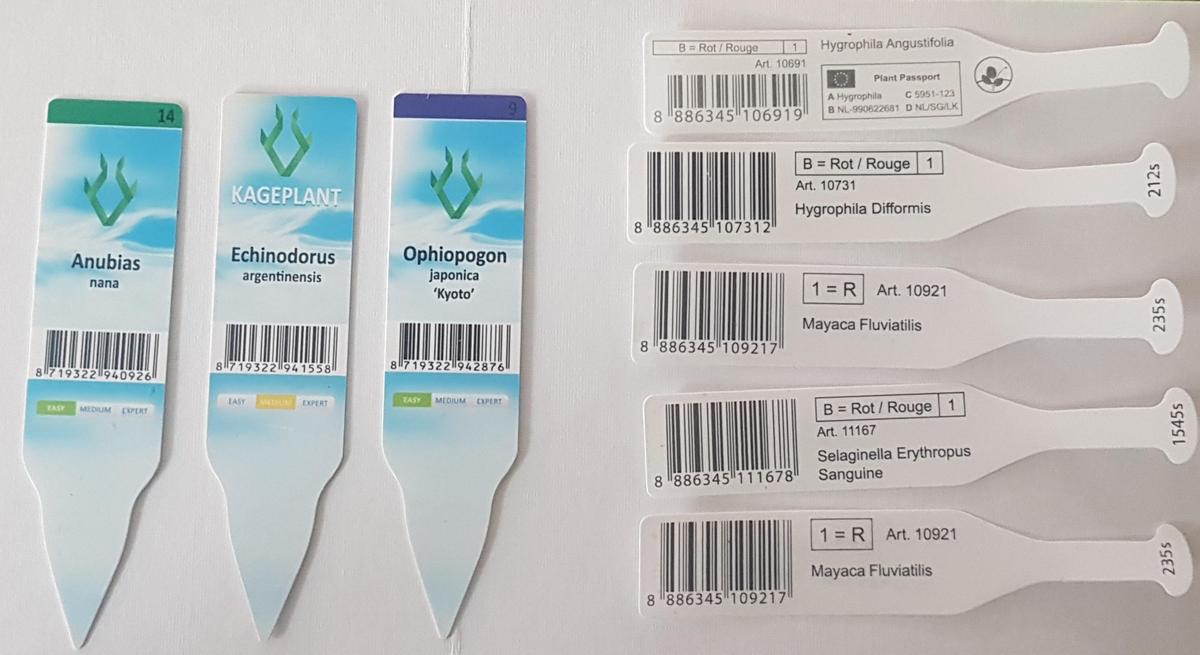 14
Anubias
nana
8 719322 940926
EASY MEDIUM EXPERT
KAGEPLANT
Echinodorus
argentinensis
8 719322 941558
EASY MEDIUM EXPERT
9
Ophiopogon
japonica
'Kyoto'
8 719322 942876
EASY MEDIUM EXPERT
B = Rot / Rouge 1
Hygrophila Angustifolia
Art. 10691
Plant Passport
A Hygrophila C 5951-123
B NL-990622681 D NL/SG/LK
8 886345 106919
B = Rot / Rouge 1
Art. 10731
Hygrophila Difformis
8 886345 107312
212s
1 = R Art. 10921
Mayaca Fluviatilis
8 886345 109217
235s
B = Rot / Rouge 1
Art. 11167
Selaginella Erythropus
Sanguine
8 886345 111678
1545s
1 = R Art. 10921
Mayaca Fluviatilis
8 886345 109217
235s